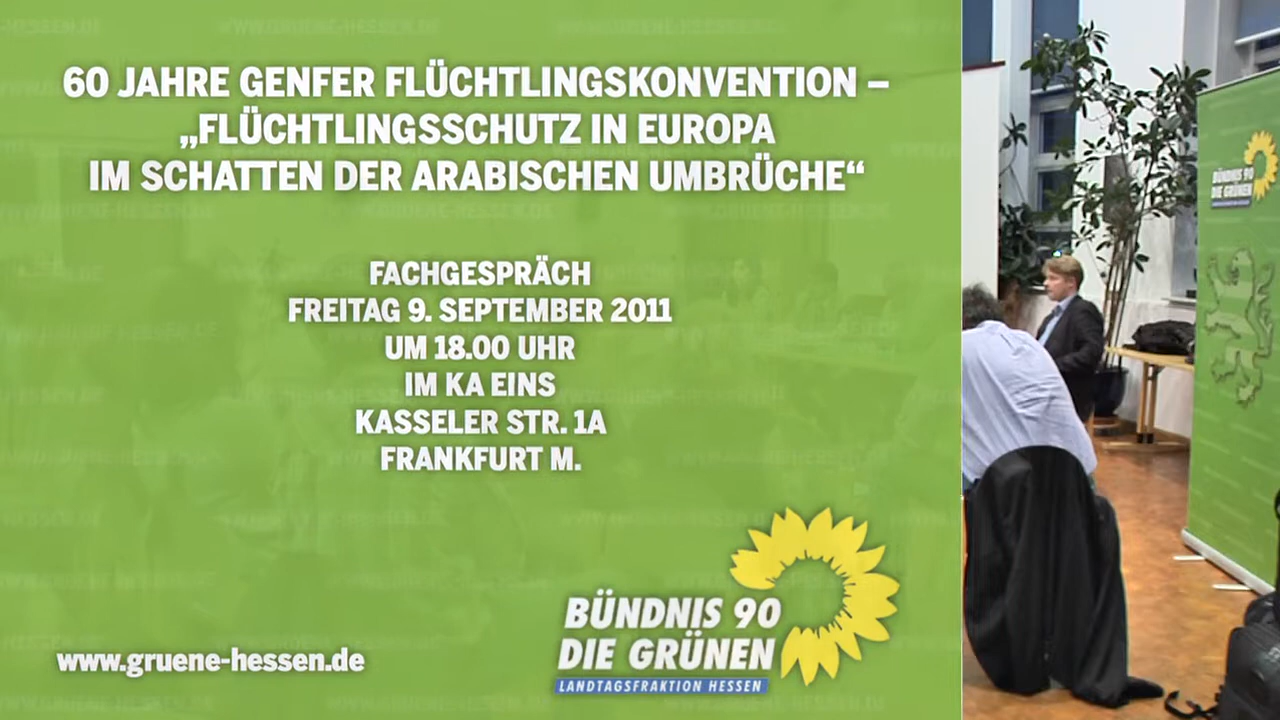 60 JAHRE GENFER FLÜCHTLINGSKONVENTION –
„FLÜCHTLINGSSCHUTZ IN EUROPA
IM SCHATTEN DER ARABISCHEN UMBRÜCHE“
FACHGESPRÄCH
FREITAG 9. SEPTEMBER 2011
UM 18.00 UHR
IM KA EINS
KASSELER STR. 1A
FRANKFURT M.
BÜNDNIS 90
DIE GRÜNEN
LANDTAGSFRAKTION HESSEN
www.gruene-hessen.de
BÜNDNIS 90
DIE GRÜNEN